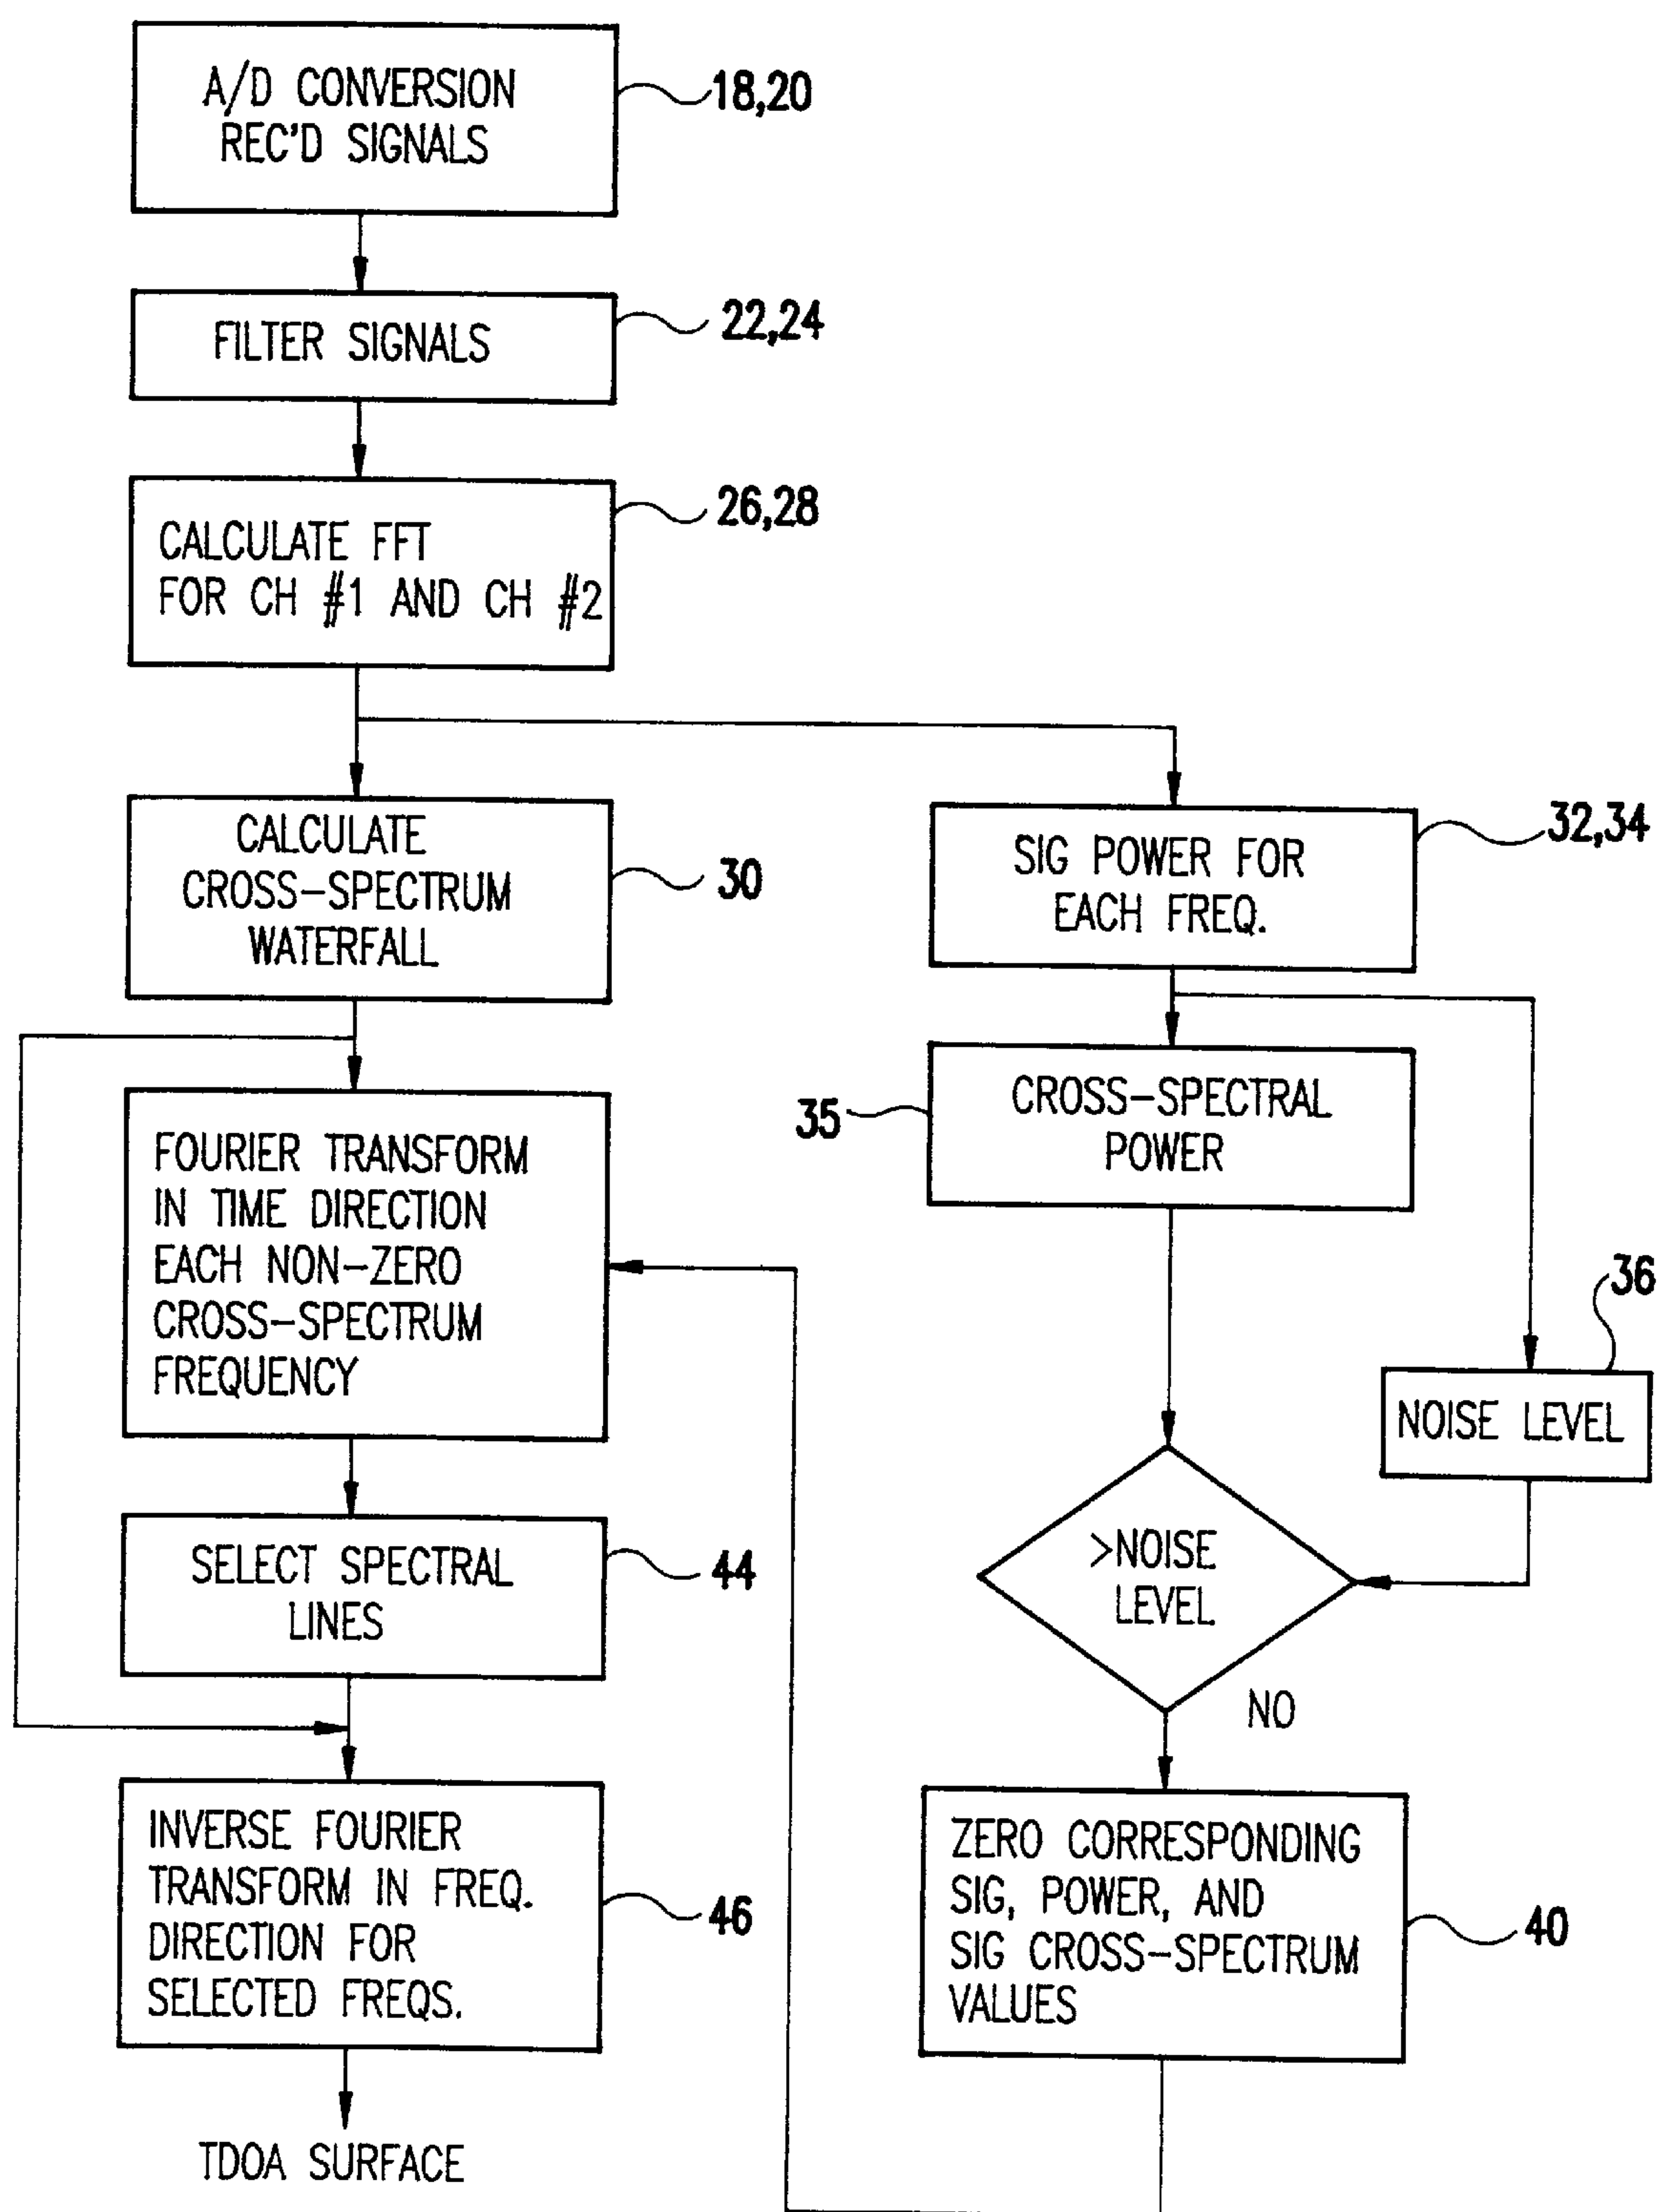 A/D CONVERSION
REC'D SIGNALS
18,20
FILTER SIGNALS
22,24
CALCULATE FFT
FOR CH #1 AND CH #2
26,28
CALCULATE
CROSS-SPECTRUM
WATERFALL
30
SIG POWER FOR
EACH FREQ.
32,34
FOURIER TRANSFORM
IN TIME DIRECTION
EACH NON-ZERO
CROSS-SPECTRUM
FREQUENCY
35
CROSS-SPECTRAL
POWER
36
NOISE LEVEL
SELECT SPECTRAL
LINES
44
>NOISE
LEVEL
NO
INVERSE FOURIER
TRANSFORM IN FREQ.
DIRECTION FOR
SELECTED FREQS.
46
ZERO CORRESPONDING
SIG, POWER, AND
SIG CROSS-SPECTRUM
VALUES
40
TDOA SURFACE